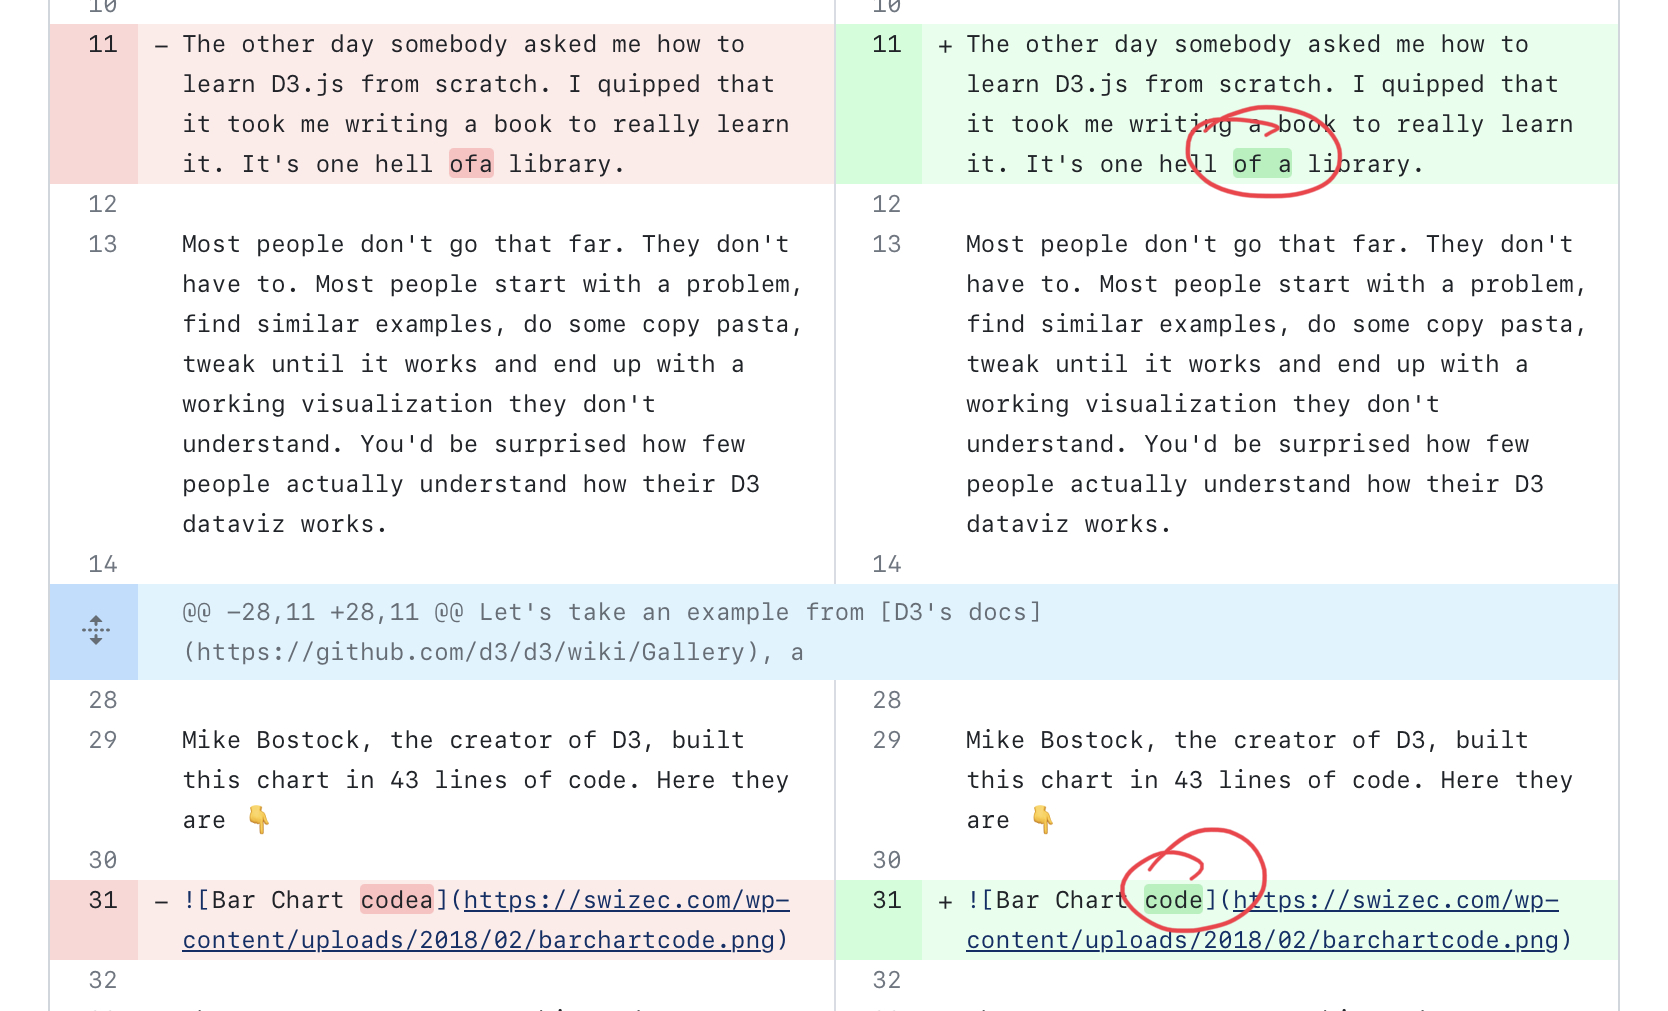 10
10
11 – The other day somebody asked me how to
learn D3.js from scratch. I quipped that
it took me writing a book to really learn
it. It's one hell ofa library.
11 + The other day somebody asked me how to
learn D3.js from scratch. I quipped that
it took me writing a book to really learn
it. It's one hell of a library.
12
12
13 Most people don't go that far. They don't
have to. Most people start with a problem,
find similar examples, do some copy pasta,
tweak until it works and end up with a
working visualization they don't
understand. You'd be surprised how few
people actually understand how their D3
dataviz works.
13 Most people don't go that far. They don't
have to. Most people start with a problem,
find similar examples, do some copy pasta,
tweak until it works and end up with a
working visualization they don't
understand. You'd be surprised how few
people actually understand how their D3
dataviz works.
14
14
@@ –28,11 +28,11 @@ Let's take an example from [D3's docs]
(https://github.com/d3/d3/wiki/Gallery), a
28
28
29 Mike Bostock, the creator of D3, built
this chart in 43 lines of code. Here they
are 👇
29 Mike Bostock, the creator of D3, built
this chart in 43 lines of code. Here they
are 👇
30
30
31 – ![Bar Chart codea](https://swizec.com/wp-
content/uploads/2018/02/barchartcode.png)
31 + ![Bar Chart code](https://swizec.com/wp-
content/uploads/2018/02/barchartcode.png)
32
32